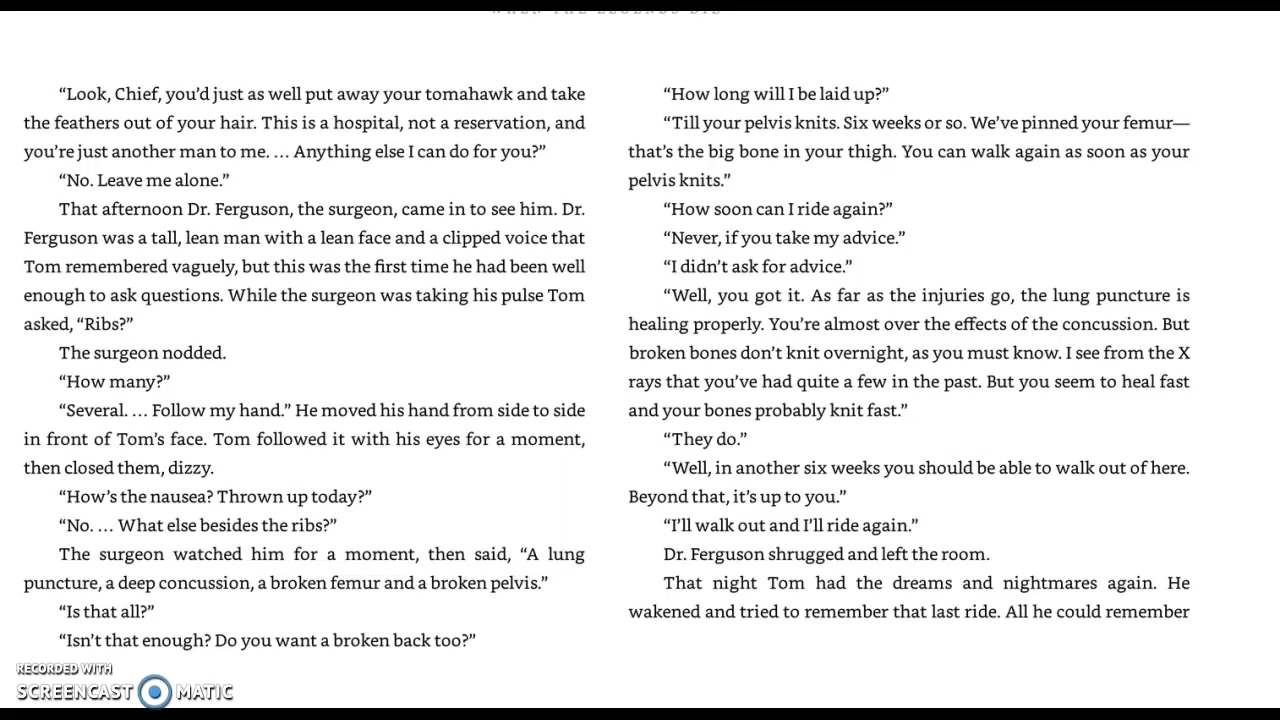 WHEN THE LEGENDS DIE
“Look, Chief, you’d just as well put away your tomahawk and take
the feathers out of your hair. This is a hospital, not a reservation, and
you’re just another man to me. … Anything else I can do for you?”
“No. Leave me alone.”
That afternoon Dr. Ferguson, the surgeon, came in to see him. Dr.
Ferguson was a tall, lean man with a lean face and a clipped voice that
Tom remembered vaguely, but this was the first time he had been well
enough to ask questions. While the surgeon was taking his pulse Tom
asked, “Ribs?”
The surgeon nodded.
“How many?”
“Several. … Follow my hand.” He moved his hand from side to side
in front of Tom’s face. Tom followed it with his eyes for a moment,
then closed them, dizzy.
“How’s the nausea? Thrown up today?”
“No. … What else besides the ribs?”
The surgeon watched him for a moment, then said, “A lung
puncture, a deep concussion, a broken femur and a broken pelvis.”
“Is that all?”
“Isn’t that enough? Do you want a broken back too?”
“How long will I be laid up?”
“Till your pelvis knits. Six weeks or so. We’ve pinned your femur—
that’s the big bone in your thigh. You can walk again as soon as your
pelvis knits.”
“How soon can I ride again?”
“Never, if you take my advice.”
“I didn’t ask for advice.”
“Well, you got it. As far as the injuries go, the lung puncture is
healing properly. You’re almost over the effects of the concussion. But
broken bones don’t knit overnight, as you must know. I see from the X
rays that you’ve had quite a few in the past. But you seem to heal fast
and your bones probably knit fast.”
“They do.”
“Well, in another six weeks you should be able to walk out of here.
Beyond that, it’s up to you.”
“I’ll walk out and I’ll ride again.”
Dr. Ferguson shrugged and left the room.
That night Tom had the dreams and nightmares again. He
wakened and tried to remember that last ride. All he could remember
RECORDED WITH
SCREENCAST MATIC